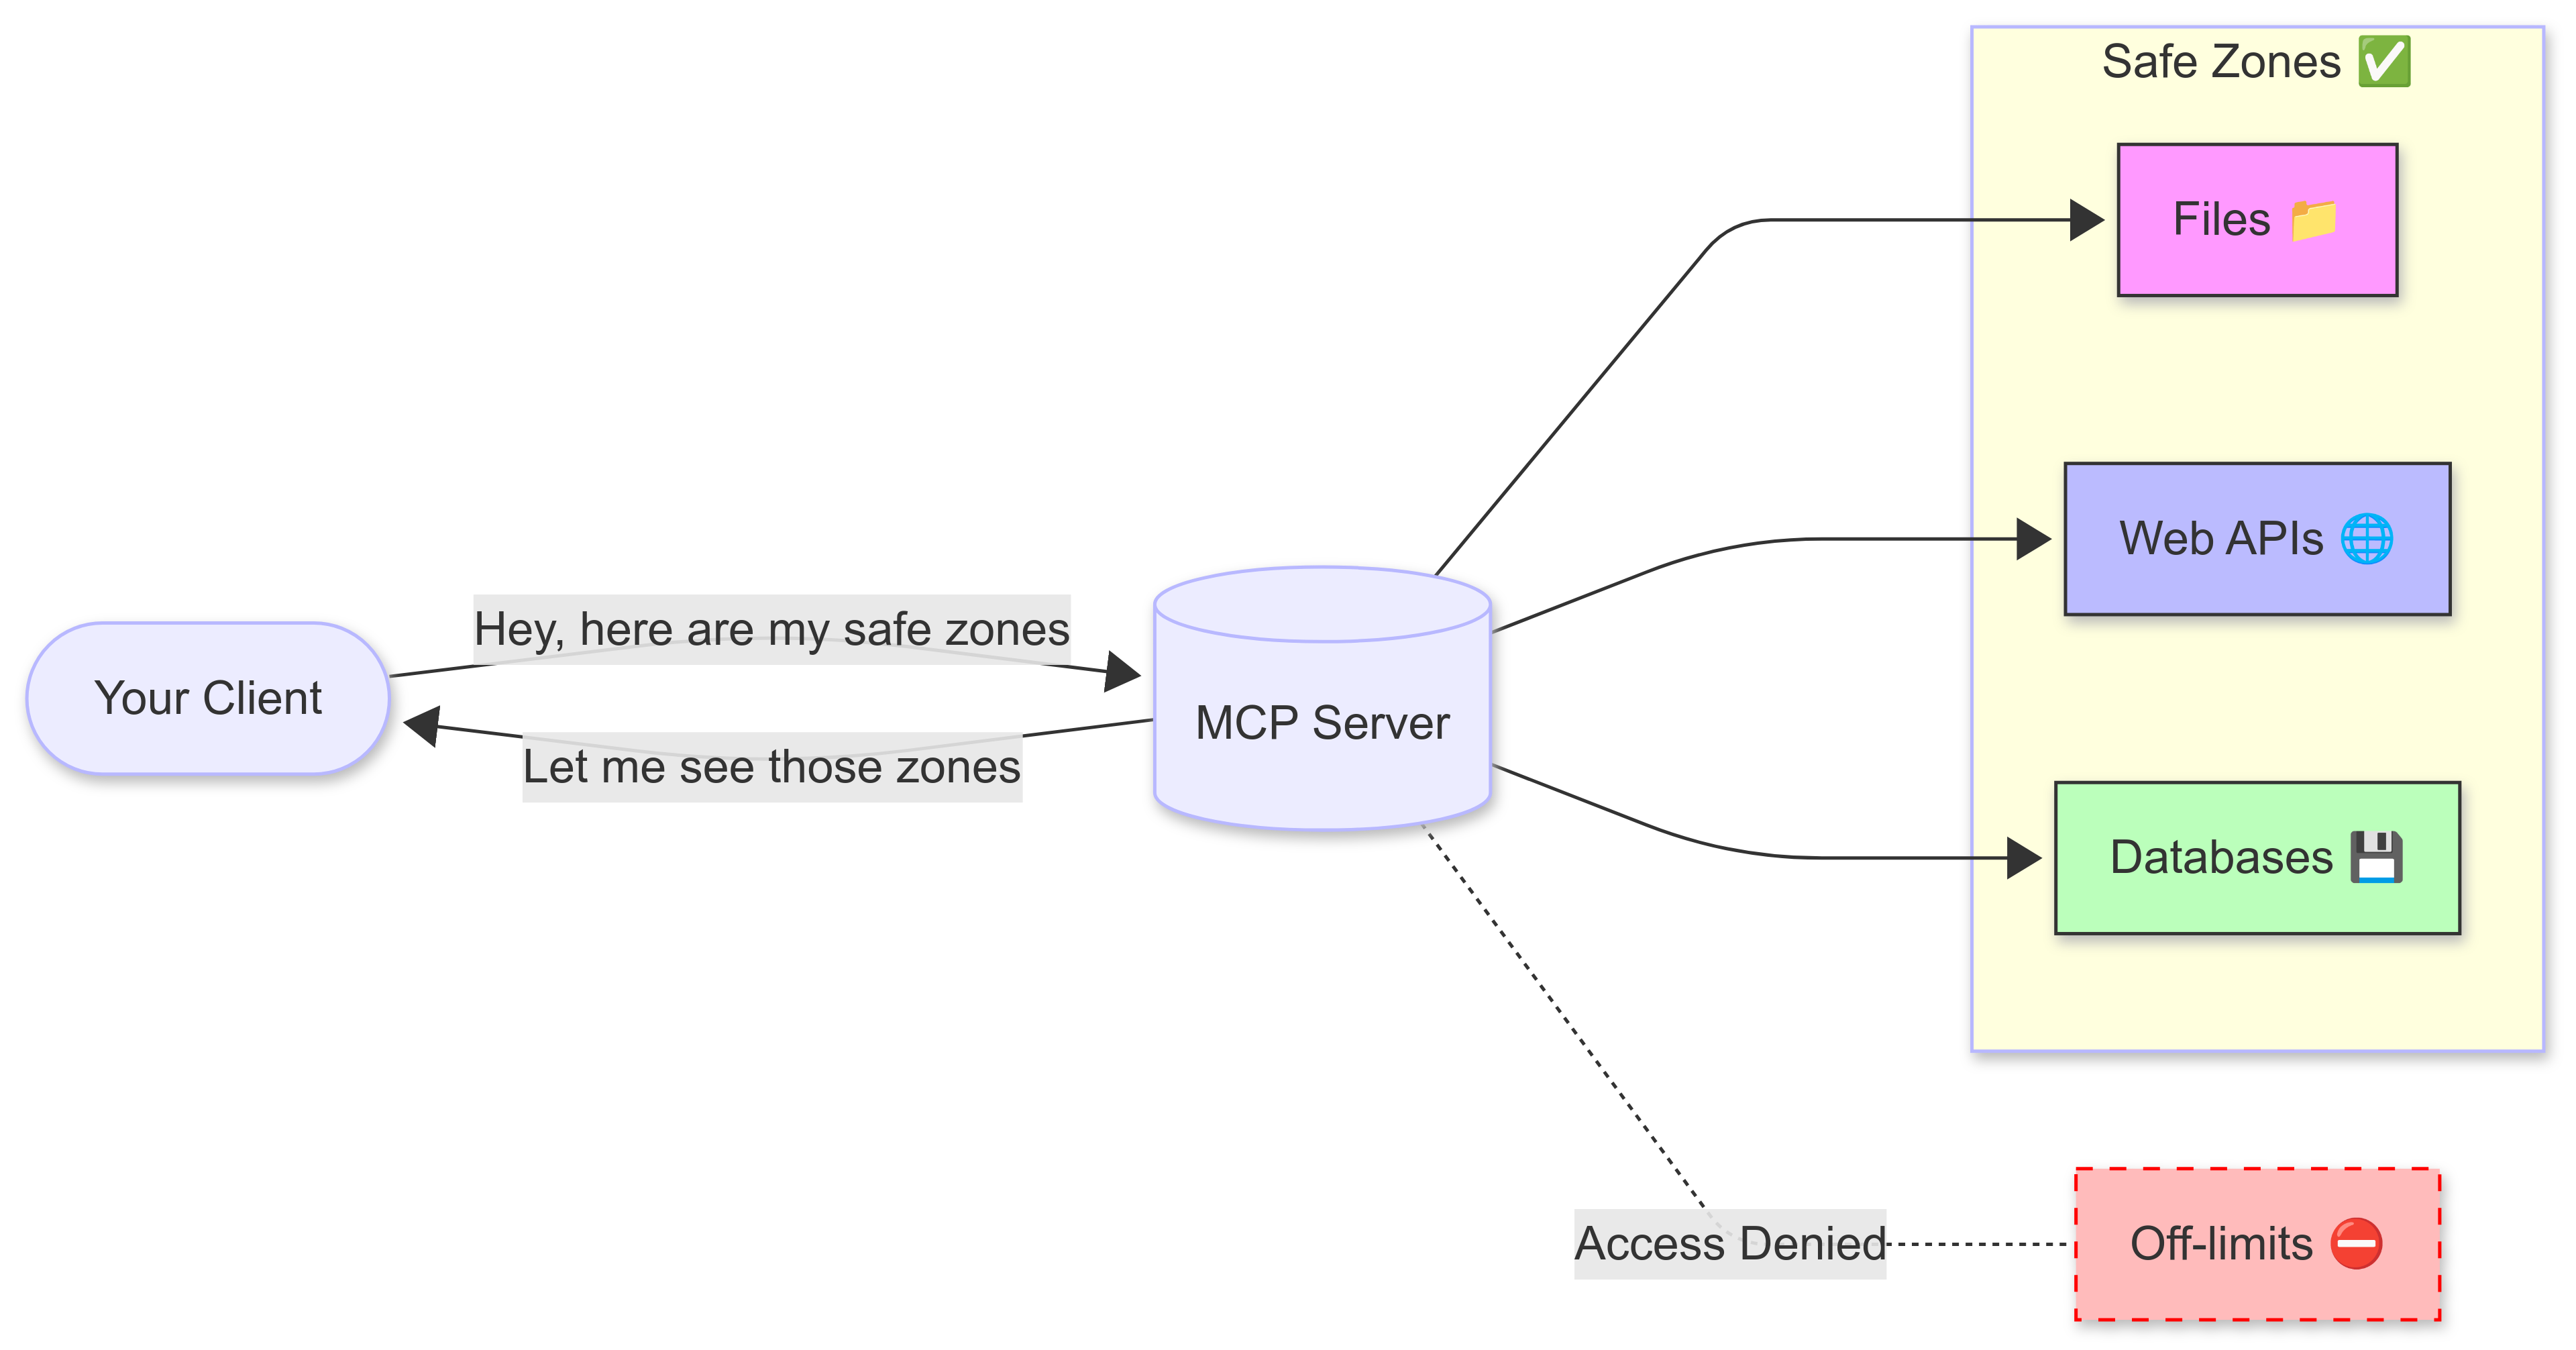 Safe Zones ✅
Files 📁
Web APIs 🌐
Hey, here are my safe zones
Your Client
MCP Server
Let me see those zones
Databases 💾
Access Denied
Off-limits ⛔